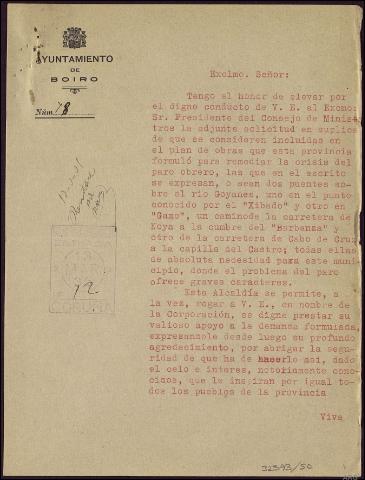 AYUNTAMIENTO
DE
BOIRO
Núm. 78
Exclmo. Señor:
Tengo el honor de elevar por
el digno conducto de V. E. al Excmo:
Sr. Presidente del Consejo de Minis-
tros la adjunta solicitud en suplica
de que se consideren incluidas en
el plan de obras que esta provincia
formuló para remediar la crisis del
paro obrero, las que en el escrito
se expresan, o sean dos puentes so-
bre el rio Goyanes, uno en el punto
conocido por el "Xibado" y otro en
"Gazo", un camino de la carretera de
Noya a la cumbre del "Barbanza" y
otro de la carretera de Cabo de Cruz
a la capilla del Castro; todas ellas
de absoluta necesidad para este muni-
cipio, donde el problema del paro
ofrece graves caracteres.
Esta Alcaldía se permite, a
la vez, rogar a V. E., en nombre de
la Corporación, se digne prestar su
valioso apoyo a la demanda formulada,
expresandole desde luego su profundo
agradecimiento, por abrigar la segu-
ridad de que ha de hacerlo asi, dado
el celo e interes, notoriamente cono-
cidos, que le inspiran por igual to-
dos los pueblos de la provincia
Viva
72
CORUÑA
32393/50